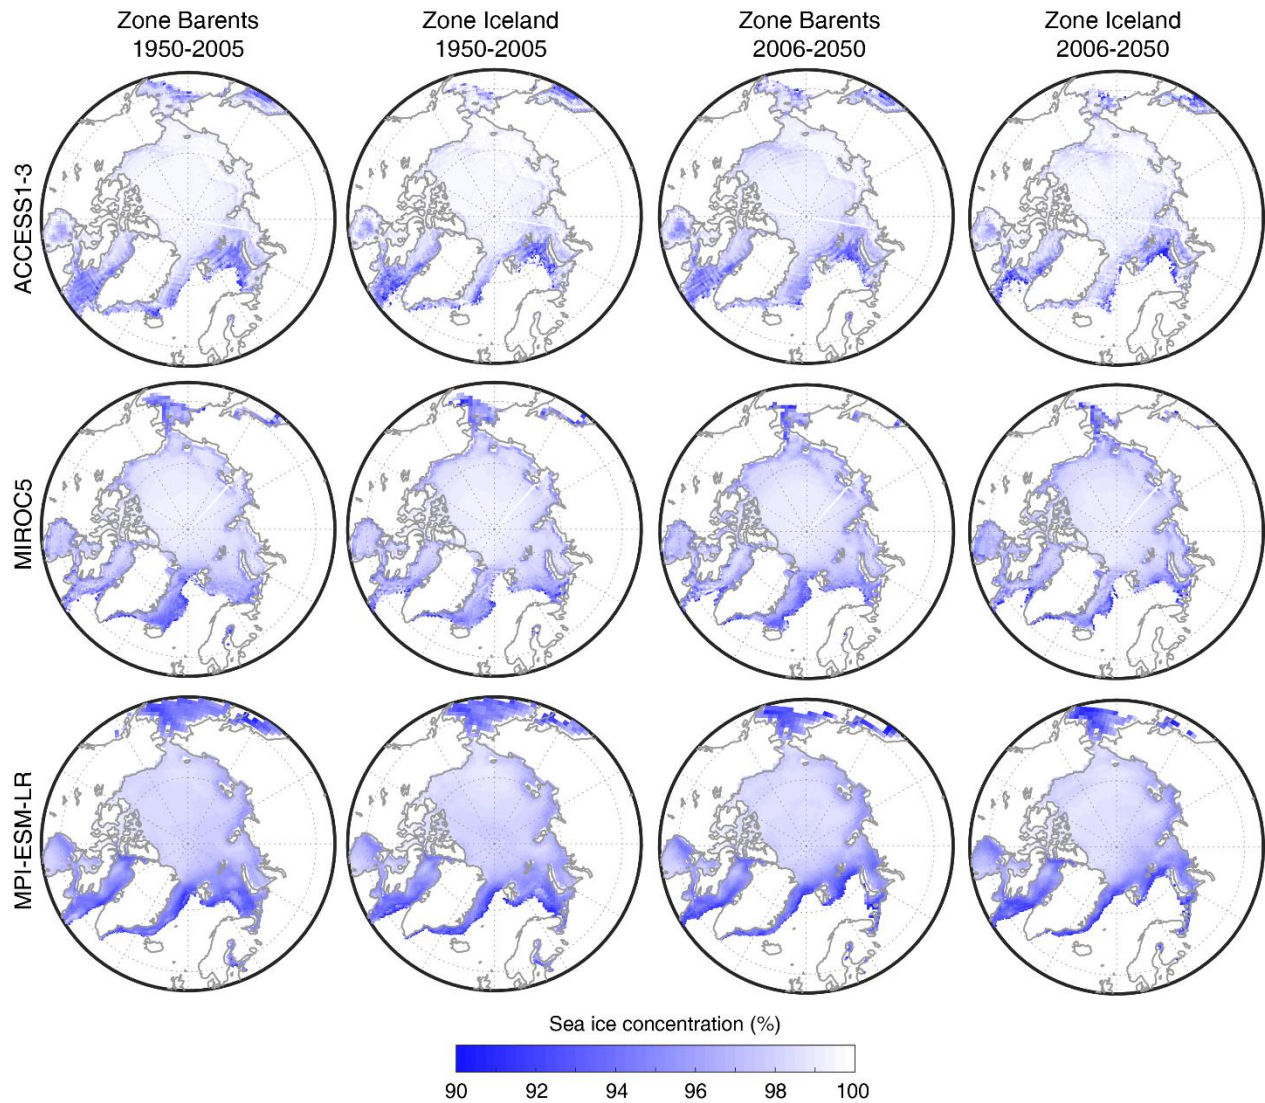 Zone Barents
1950-2005
Zone Iceland
1950-2005
Zone Barents
2006-2050
Zone Iceland
2006-2050
ACCESS1-3
MIROC5
MPI-ESM-LR
Sea ice concentration (%)
90 92 94 96 98 100